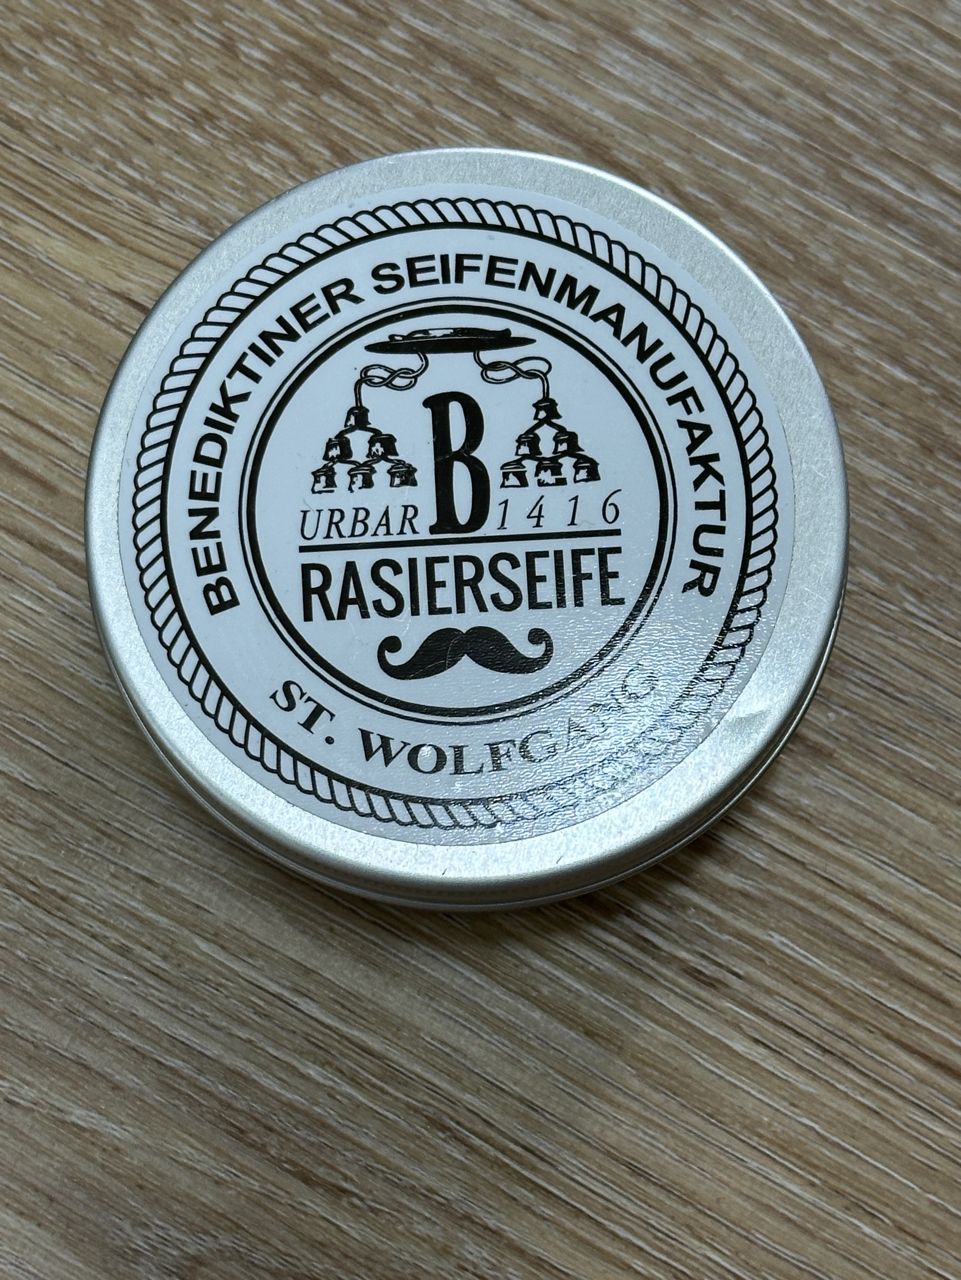 BENEDIKTINER SEIFENMANUFAKTUR
B
URBAR 1416
RASIERSEIFE
ST. WOLFGANG